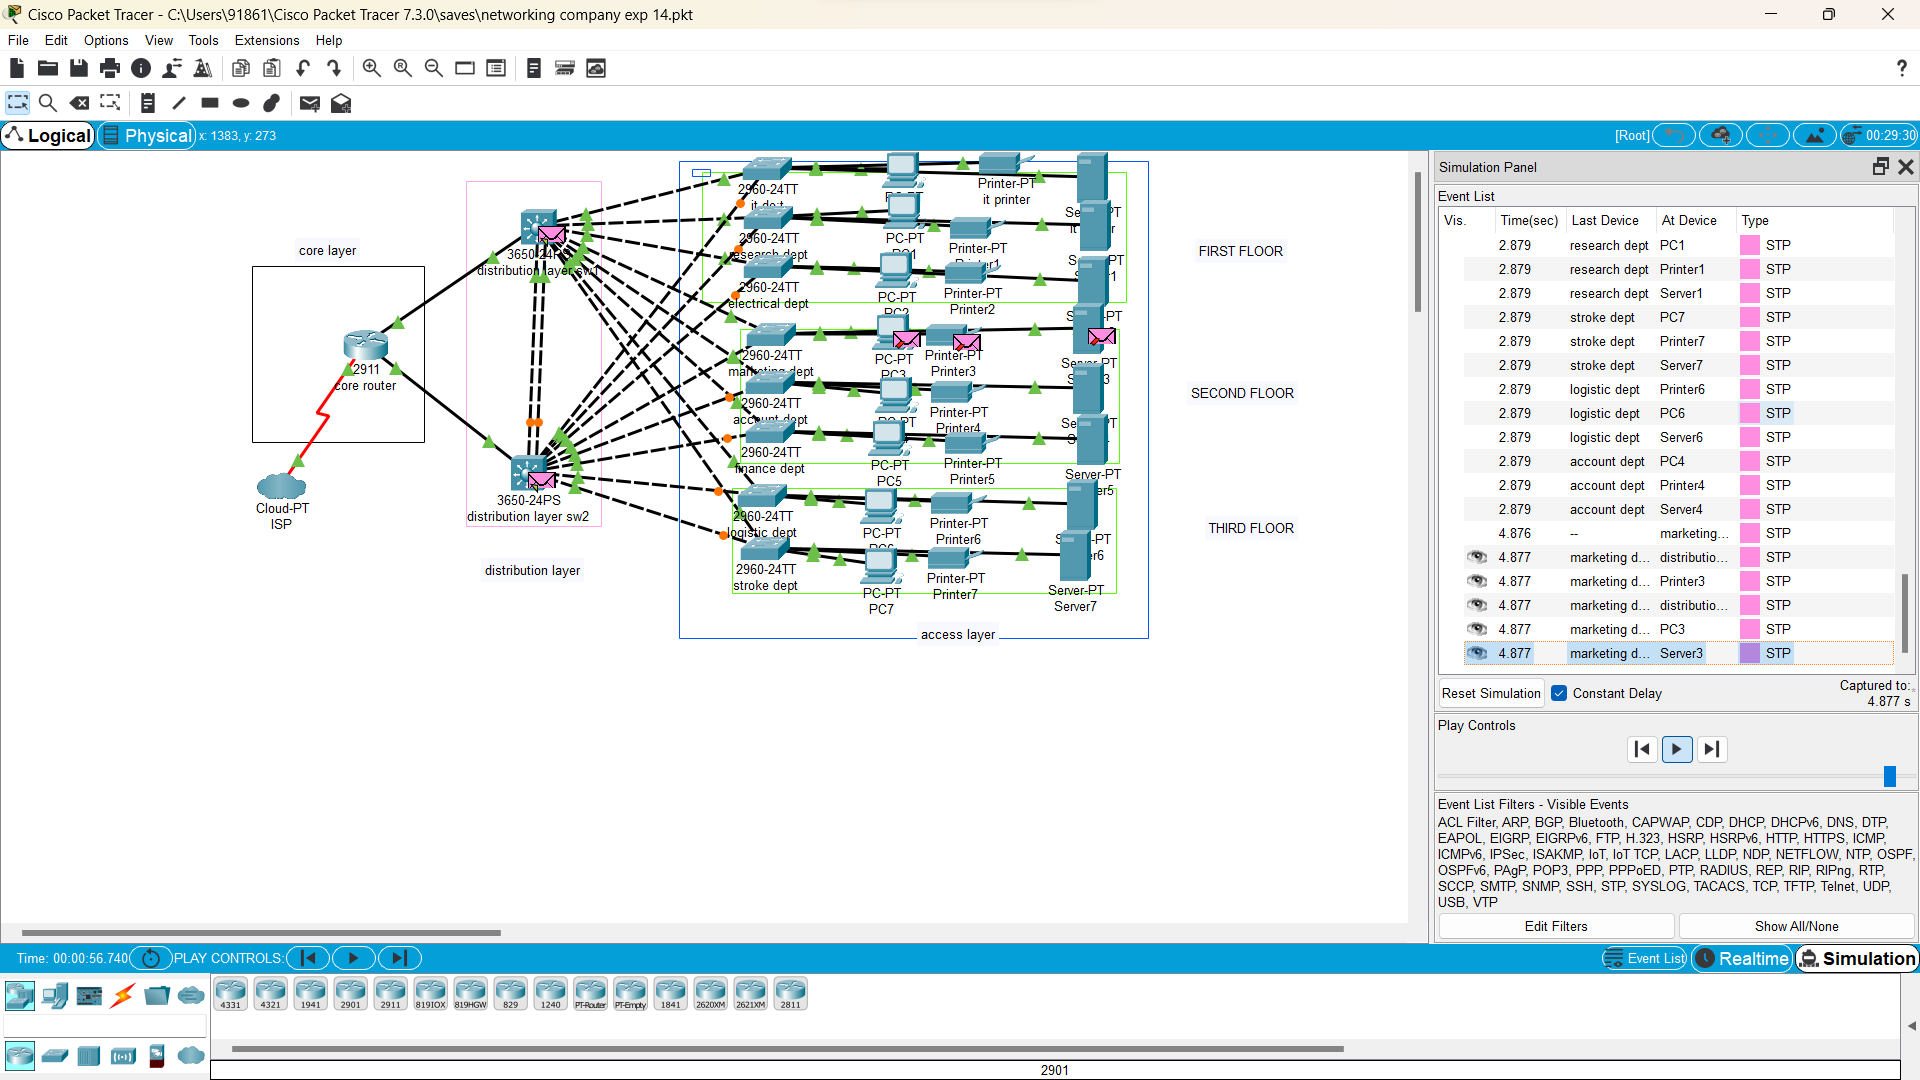 Cisco Packet Tracer - C:\Users\91861\Cisco Packet Tracer 7.3.0\saves\networking company exp 14.pkt
File Edit Options View Tools Extensions Help
Logical Physical x: 1383, y: 273 [Root] 00:29:30
core layer
2911
core router
Cloud-PT
ISP
3650-24PS
distribution layer sw1
3650-24PS
distribution layer sw2
distribution layer
2960-24TT
it dept
PC-PT
Printer-PT
it printer
2960-24TT
research dept
PC-PT
Printer-PT
Printer1
2960-24TT
electrical dept
PC-PT
PC2
Printer-PT
Printer2
2960-24TT
marketing dept
PC-PT
PC3
Printer-PT
Printer3
2960-24TT
account dept
Printer-PT
Printer4
2960-24TT
finance dept
PC-PT
PC5
Printer-PT
Printer5
Server-PT
2960-24TT
logistic dept
PC-PT
Printer-PT
Printer6
2960-24TT
stroke dept
PC-PT
PC7
Printer-PT
Printer7
Server-PT
Server7
access layer
FIRST FLOOR
SECOND FLOOR
THIRD FLOOR
Simulation Panel
Event List
Vis. Time(sec) Last Device At Device Type
2.879 research dept PC1 STP
2.879 research dept Printer1 STP
2.879 research dept Server1 STP
2.879 stroke dept PC7 STP
2.879 stroke dept Printer7 STP
2.879 stroke dept Server7 STP
2.879 logistic dept Printer6 STP
2.879 logistic dept PC6 STP
2.879 logistic dept Server6 STP
2.879 account dept PC4 STP
2.879 account dept Printer4 STP
2.879 account dept Server4 STP
4.876 -- marketing... STP
4.877 marketing d... distributio... STP
4.877 marketing d... Printer3 STP
4.877 marketing d... distributio... STP
4.877 marketing d... PC3 STP
4.877 marketing d... Server3 STP
Reset Simulation Constant Delay Captured to:
4.877 s
Play Controls
Event List Filters - Visible Events
ACL Filter, ARP, BGP, Bluetooth, CAPWAP, CDP, DHCP, DHCPv6, DNS, DTP,
EAPOL, EIGRP, EIGRPv6, FTP, H.323, HSRP, HSRPv6, HTTP, HTTPS, ICMP,
ICMPv6, IPSec, ISAKMP, IoT, IoT TCP, LACP, LLDP, NDP, NETFLOW, NTP, OSPF,
OSPFv6, PAgP, POP3, PPP, PPPoED, PTP, RADIUS, REP, RIP, RIPng, RTP,
SCCP, SMTP, SNMP, SSH, STP, SYSLOG, TACACS, TCP, TFTP, Telnet, UDP,
USB, VTP
Edit Filters Show All/None
Time: 00:00:56.740 PLAY CONTROLS: Event List Realtime Simulation
4331 4321 1941 2901 2911 819IOX 819HGW 829 1240 PT-Router PT-Empty 1841 2620XM 2621XM 2811
2901